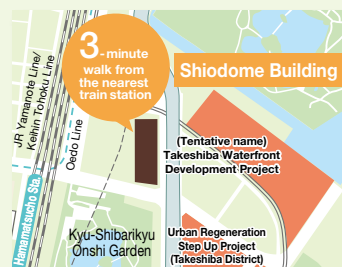 3-minute
walk from
the nearest
train station
Shiodome Building
JR Yamanote Line/
Keihin Tohoku Line
Oedo Line
Hamamatsucho Sta.
(Tentative name)
Takeshiba Waterfront
Development Project
Kyu-Shibarikyu
Onshi Garden
Urban Regeneration
Step Up Project
(Takeshiba District)